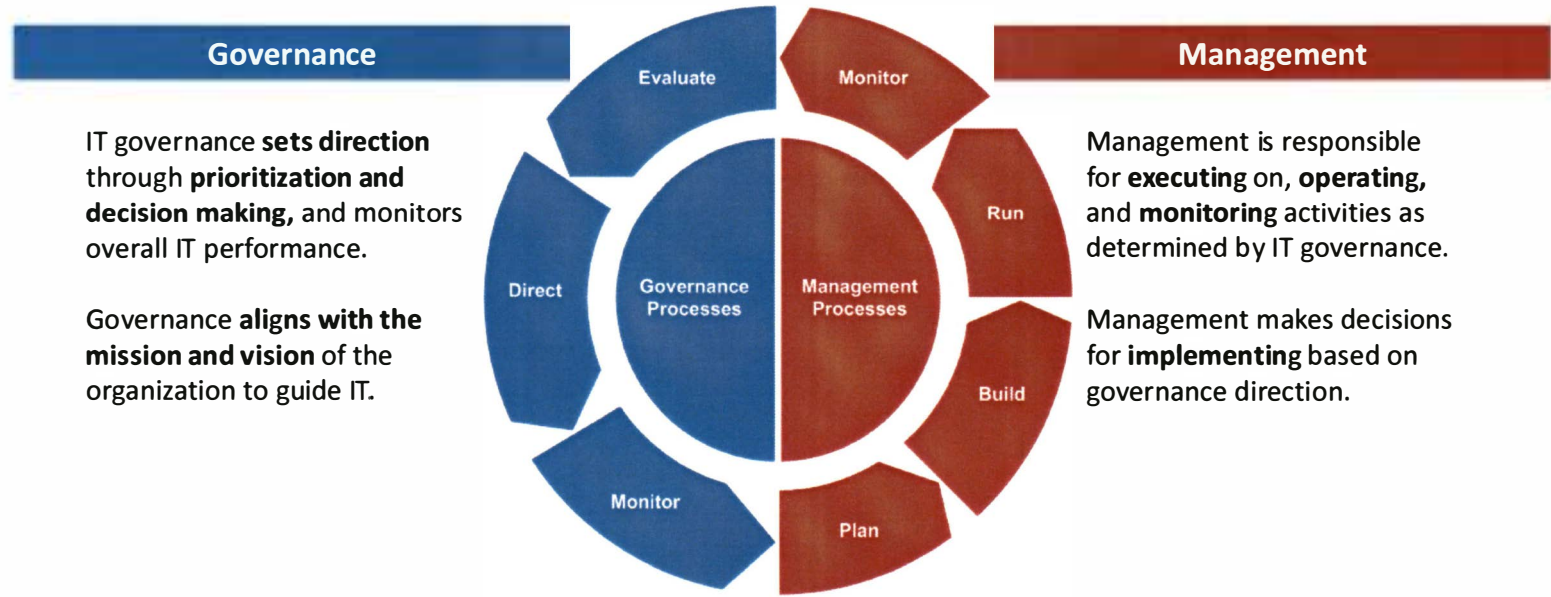 Governance
IT governance sets direction
through prioritization and
decision making, and monitors
overall IT performance.
Governance aligns with the
mission and vision of the
organization to guide IT.
Evaluate
Direct
Monitor
Governance
Processes
Management
Processes
Monitor
Run
Build
Plan
Management
Management is responsible
for executing on, operating,
and monitoring activities as
determined by IT governance.
Management makes decisions
for implementing based on
governance direction.